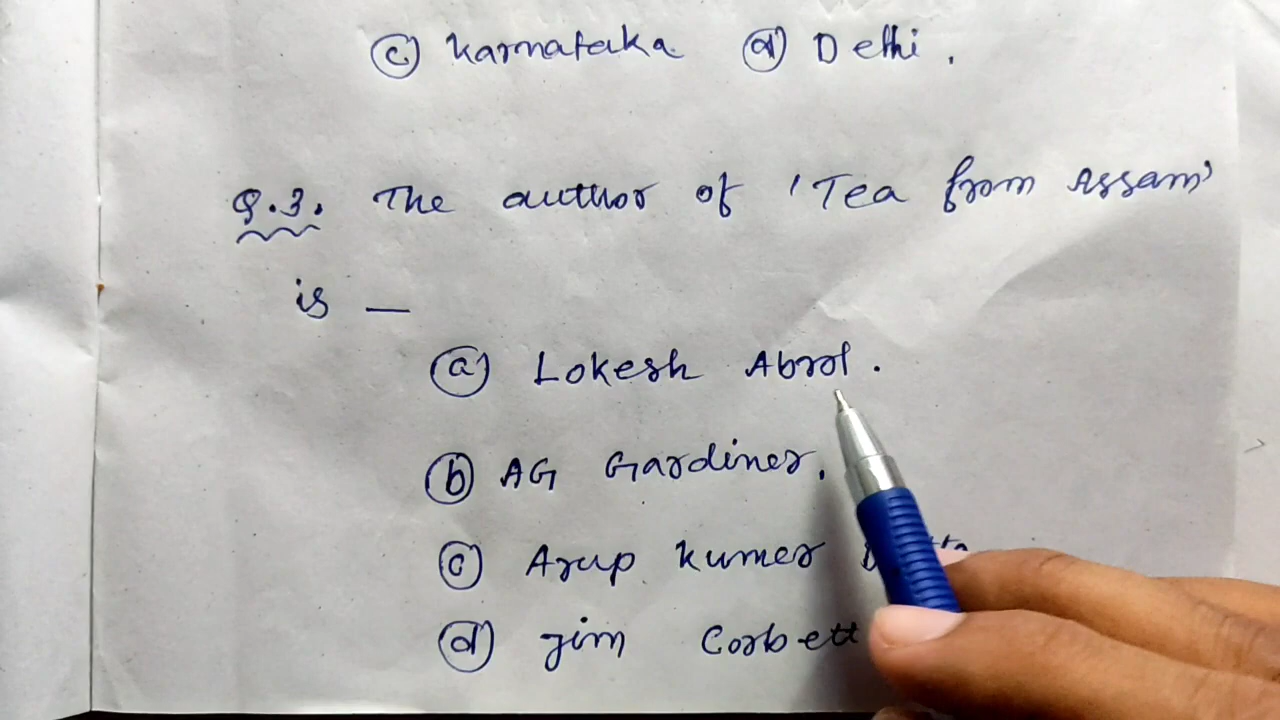 (c) Karnataka (d) Delhi.
Q.3. The author of 'Tea from Assam'
is —
(a) Lokesh Abrol.
(b) AG Gardiner.
(c) Arup Kumer
(d) Jim Corbett